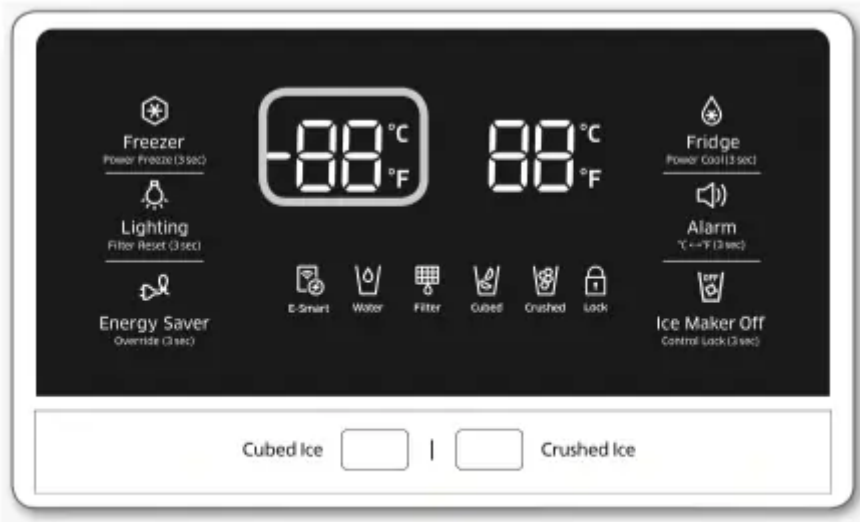 Freezer
Power Freeze (3 sec)
Lighting
Filter Reset (3 sec)
Energy Saver
Override (3 sec)
-88 °C °F
88 °C °F
E-Smart
Water
Filter
Cubed
Crushed
Lock
Fridge
Power Cool (3 sec)
Alarm
°C↔°F (3 sec)
OFF
Ice Maker Off
Control Lock (3 sec)
Cubed Ice | Crushed Ice